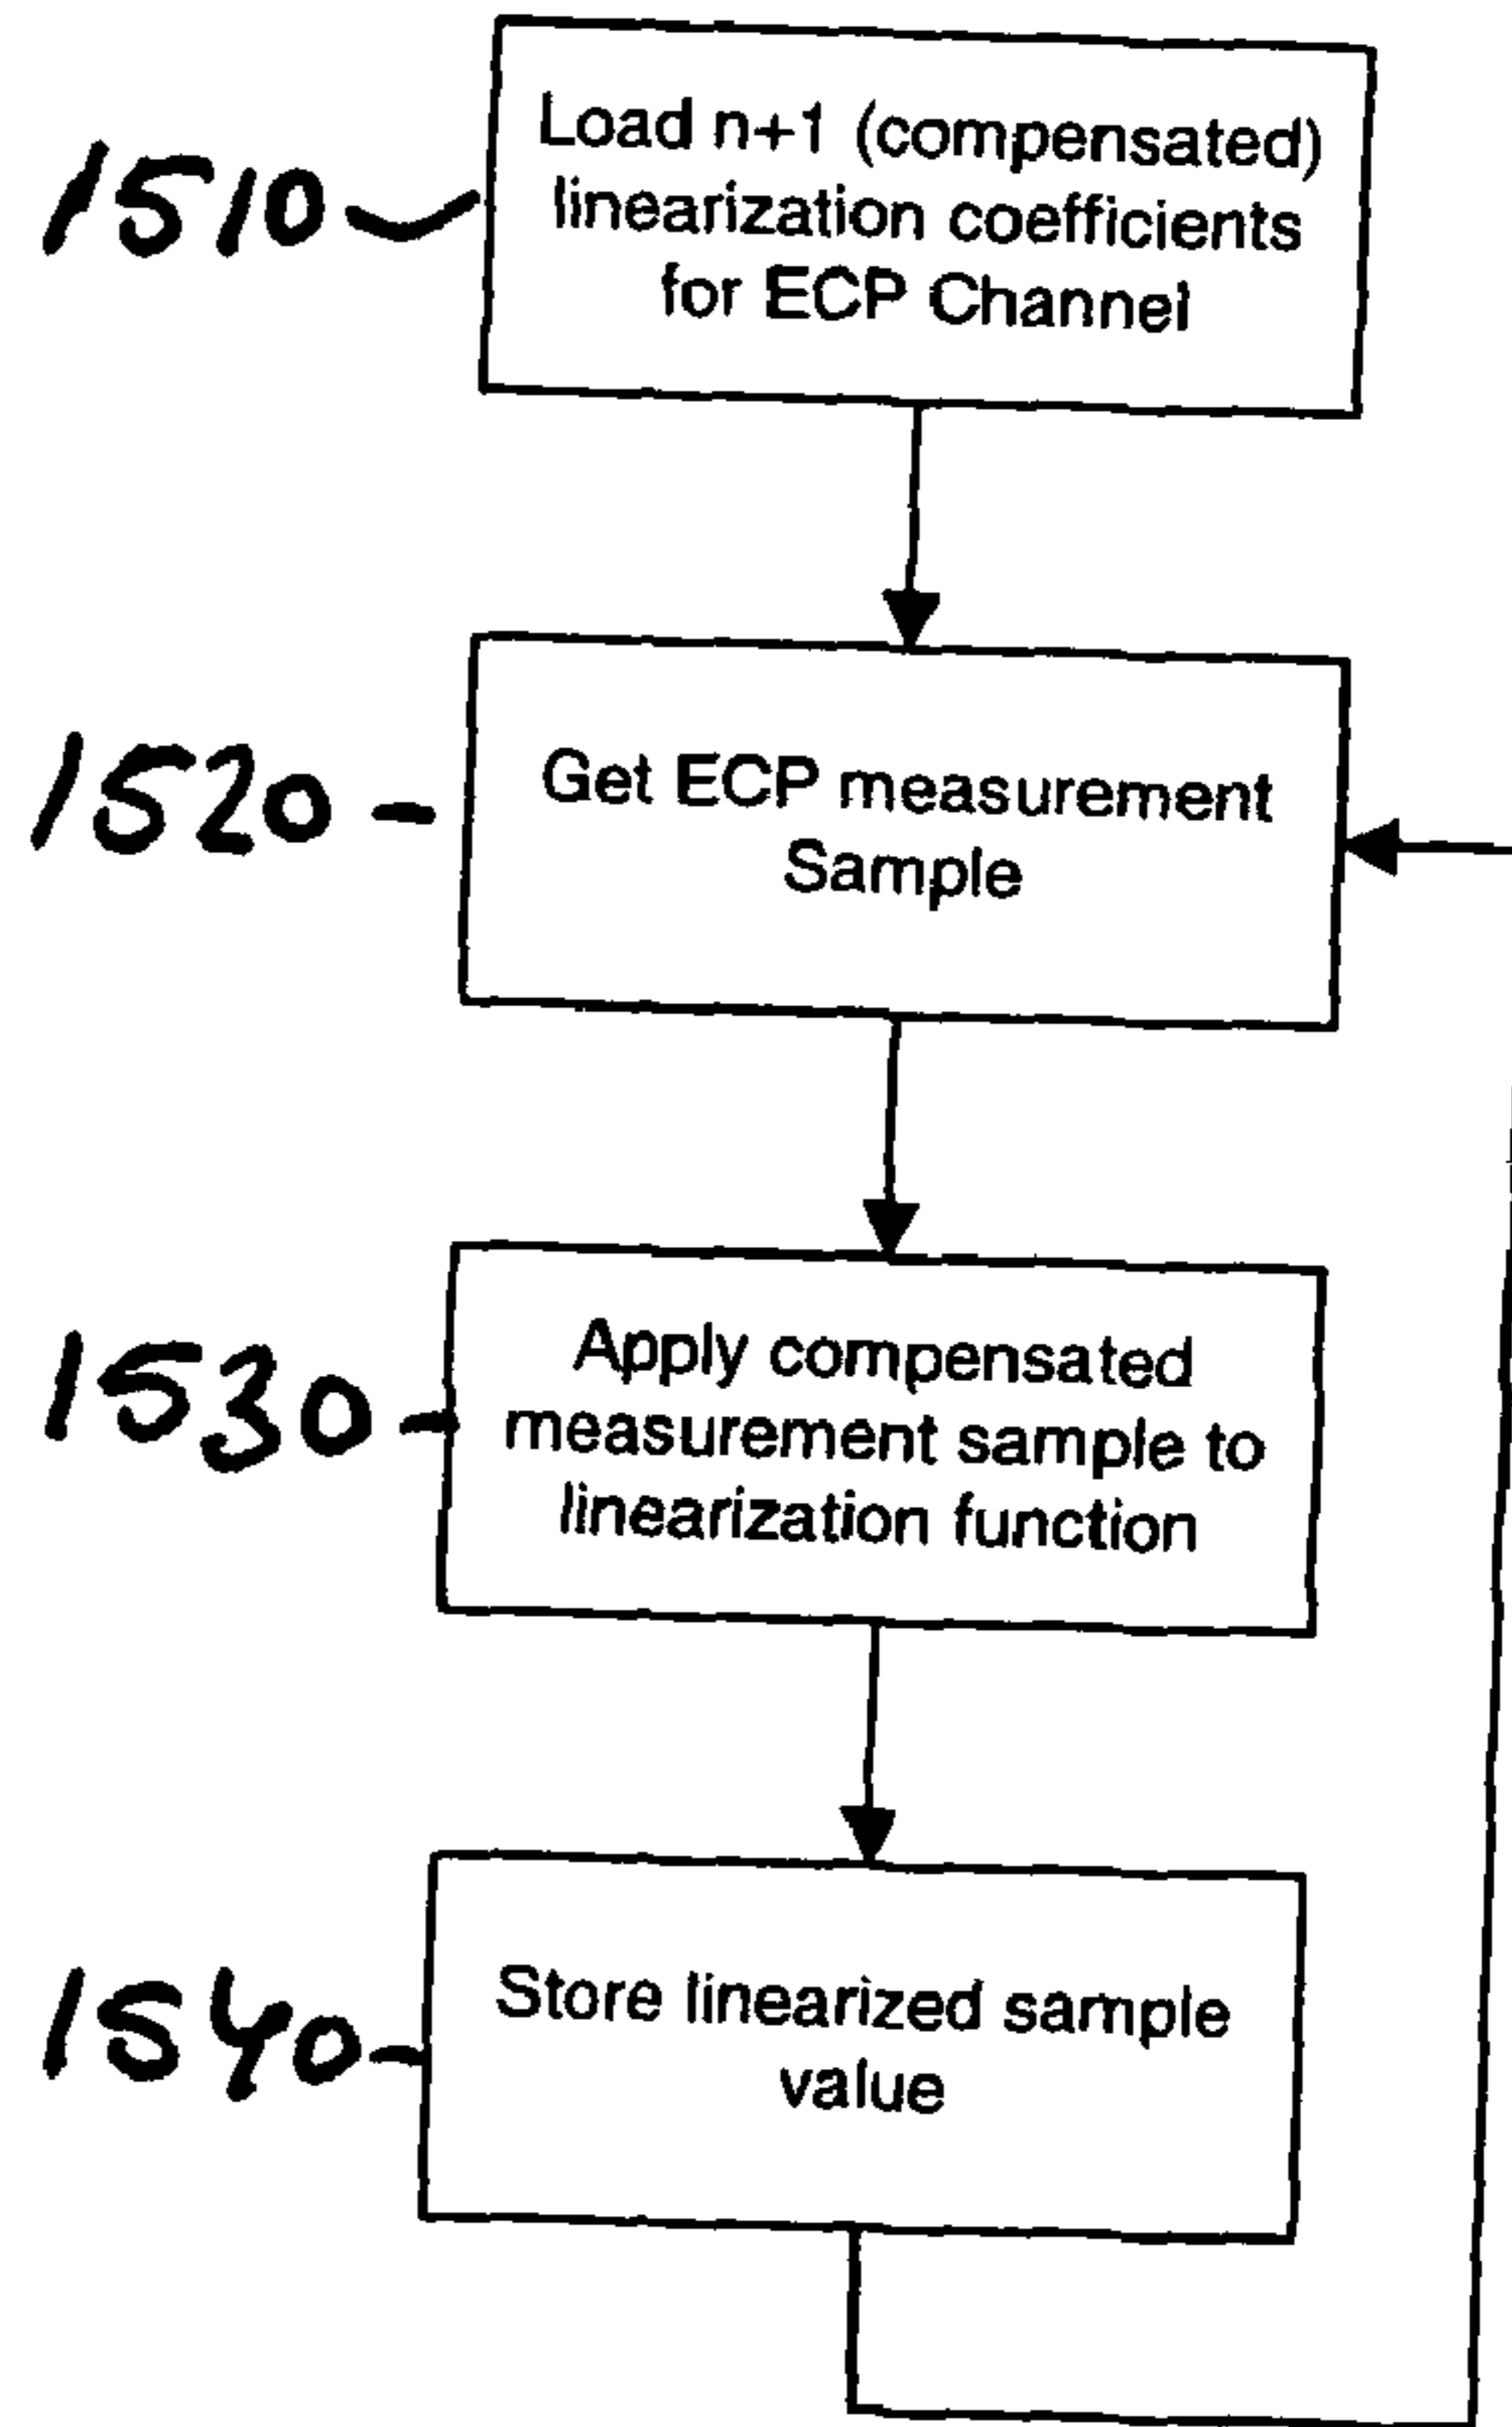 1510
Load n+1 (compensated)
linearization coefficients
for ECP Channel
1520
Get ECP measurement
Sample
1530
Apply compensated
measurement sample to
linearization function
1540
Store linearized sample
value